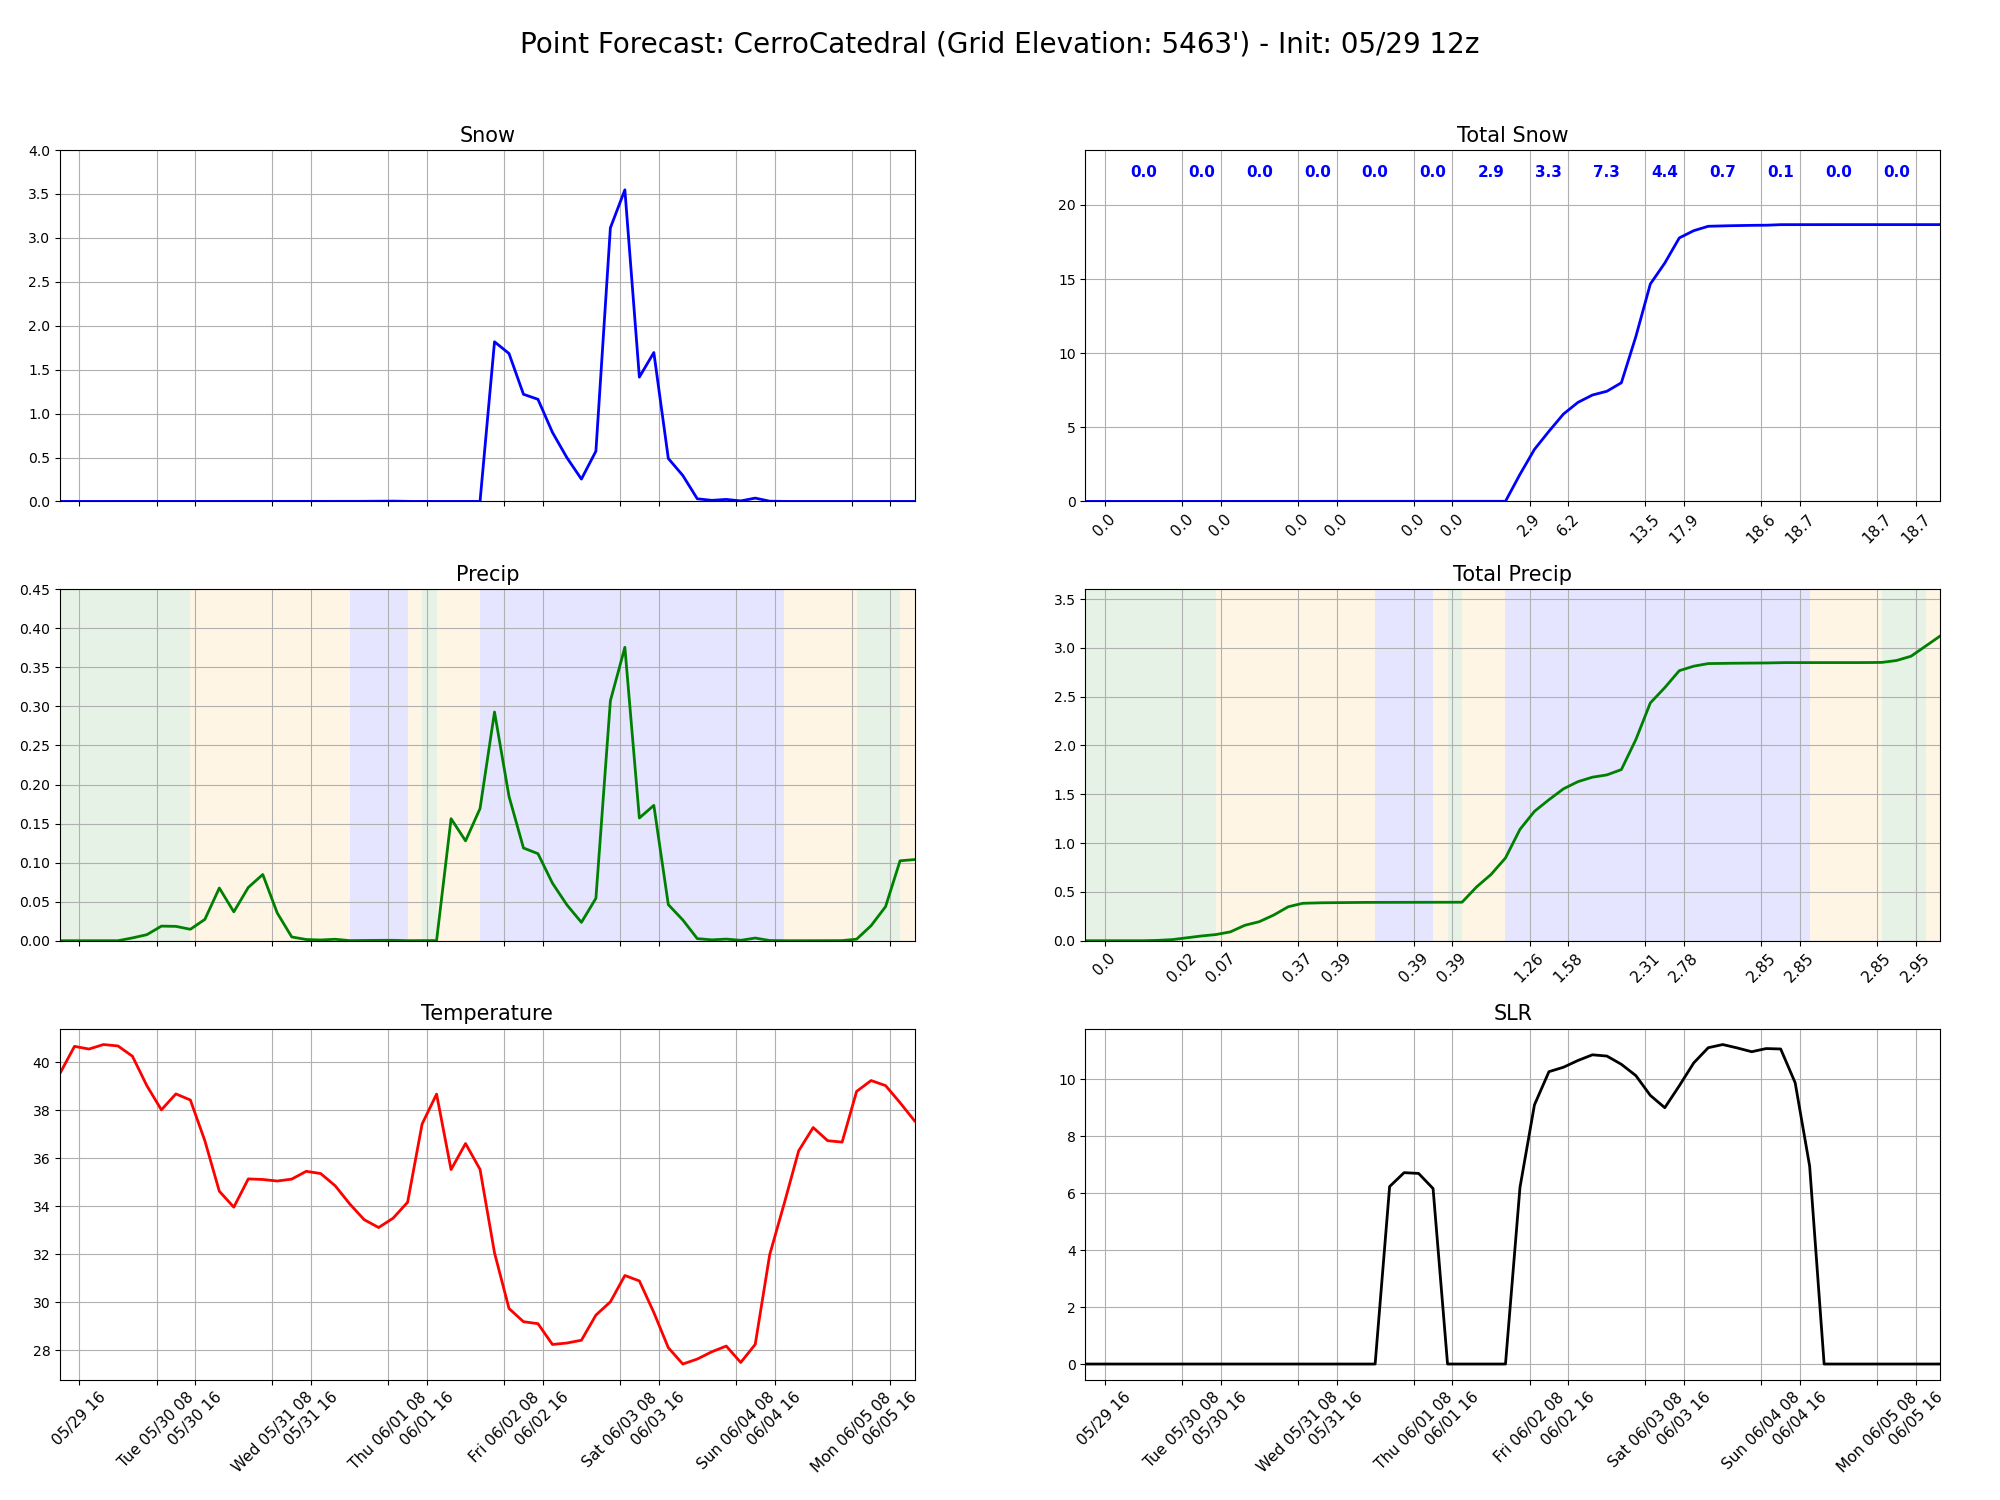 Point Forecast: CerroCatedral (Grid Elevation: 5463') - Init: 05/29 12z
Snow
4.0
3.5
3.0
2.5
2.0
1.5
1.0
0.5
0.0
Total Snow
0.0 0.0 0.0 0.0 0.0 0.0 2.9 3.3 7.3 4.4 0.7 0.1 0.0 0.0
20
15
10
5
0
0.0 0.0 0.0 0.0 0.0 0.0 0.0 2.9 6.2 13.5 17.9 18.6 18.7 18.7 18.7
Precip
0.45
0.40
0.35
0.30
0.25
0.20
0.15
0.10
0.05
0.00
Total Precip
3.5
3.0
2.5
2.0
1.5
1.0
0.5
0.0
0.0 0.02 0.07 0.37 0.39 0.39 0.39 1.26 1.58 2.31 2.78 2.85 2.85 2.85 2.95
Temperature
40
38
36
34
32
30
28
05/29 16
Tue 05/30 08
05/30 16
Wed 05/31 08
05/31 16
Thu 06/01 08
06/01 16
Fri 06/02 08
06/02 16
Sat 06/03 08
06/03 16
Sun 06/04 08
06/04 16
Mon 06/05 08
06/05 16
SLR
10
8
6
4
2
0
05/29 16
Tue 05/30 08
05/30 16
Wed 05/31 08
05/31 16
Thu 06/01 08
06/01 16
Fri 06/02 08
06/02 16
Sat 06/03 08
06/03 16
Sun 06/04 08
06/04 16
Mon 06/05 08
06/05 16